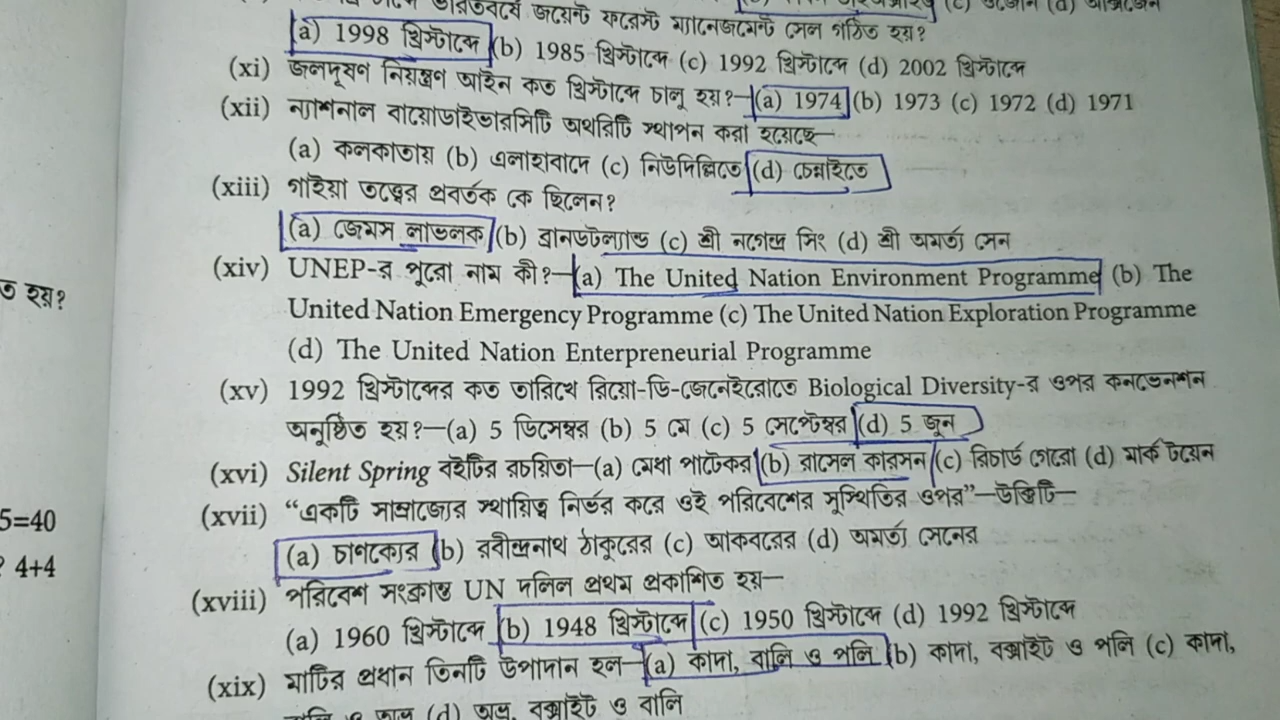 ভারতবর্ষে জয়েন্ট ফরেস্ট ম্যানেজমেন্ট সেল গঠিত হয়?
(a) 1998 খ্রিস্টাব্দে (b) 1985 খ্রিস্টাব্দে (c) 1992 খ্রিস্টাব্দে (d) 2002 খ্রিস্টাব্দে
(xi) জলদূষণ নিয়ন্ত্রণ আইন কত খ্রিস্টাব্দে চালু হয়?—(a) 1974 (b) 1973 (c) 1972 (d) 1971
(xii) ন্যাশনাল বায়োডাইভারসিটি অথরিটি স্থাপন করা হয়েছে—
(a) কলকাতায় (b) এলাহাবাদে (c) নিউদিল্লিতে (d) চেন্নাইতে
(xiii) গাইয়া তত্ত্বের প্রবর্তক কে ছিলেন?
(a) জেমস লাভলক (b) ব্রানডটল্যান্ড (c) শ্রী নগেন্দ্র সিং (d) শ্রী অমর্ত্য সেন
(xiv) UNEP-র পুরো নাম কী?—(a) The United Nation Environment Programme (b) The
ত হয়?
United Nation Emergency Programme (c) The United Nation Exploration Programme
(d) The United Nation Enterpreneurial Programme
(xv) 1992 খ্রিস্টাব্দের কত তারিখে রিয়ো-ডি-জেনেইরোতে Biological Diversity-র ওপর কনভেনশন
অনুষ্ঠিত হয়?—(a) 5 ডিসেম্বর (b) 5 মে (c) 5 সেপ্টেম্বর (d) 5 জুন
(xvi) Silent Spring বইটির রচয়িতা—(a) মেধা পাটেকর (b) রাসেল কারসন (c) রিচার্ড গেরো (d) মার্ক টয়েন
(xvii) “একটি সাম্রাজ্যের স্থায়িত্ব নির্ভর করে ওই পরিবেশের সুস্থিতির ওপর”—উক্তিটি—
5=40
(a) চাণক্যের (b) রবীন্দ্রনাথ ঠাকুরের (c) আকবরের (d) অমর্ত্য সেনের
? 4+4
(xviii) পরিবেশ সংক্রান্ত UN দলিল প্রথম প্রকাশিত হয়—
(a) 1960 খ্রিস্টাব্দে (b) 1948 খ্রিস্টাব্দে (c) 1950 খ্রিস্টাব্দে (d) 1992 খ্রিস্টাব্দে
(xix) মাটির প্রধান তিনটি উপাদান হল—(a) কাদা, বালি ও পলি (b) কাদা, বক্সাইট ও পলি (c) কাদা,
বালি ও অভ্র (d) অভ্র, বক্সাইট ও বালি